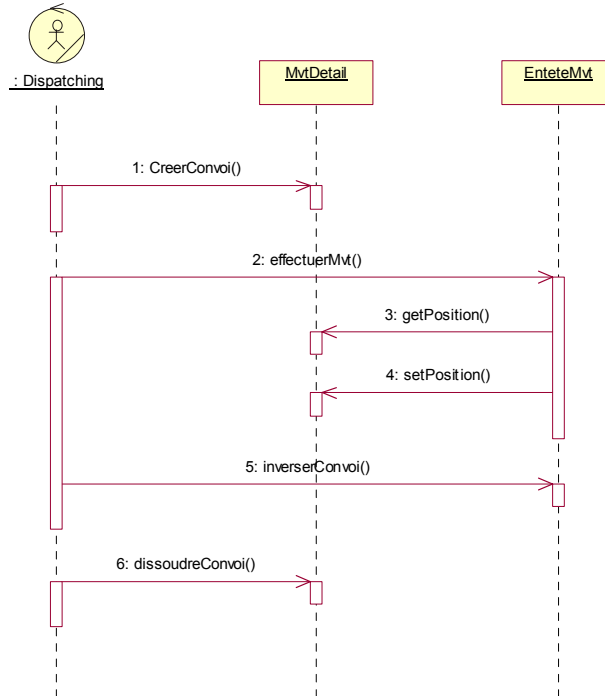 : Dispatching
MvtDetail
EnteteMvt
1: CreerConvoi()
2: effectuerMvt()
3: getPosition()
4: setPosition()
5: inverserConvoi()
6: dissoudreConvoi()